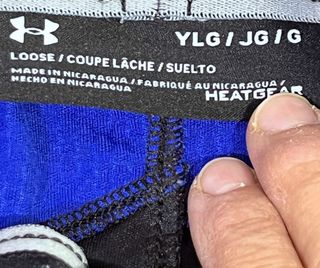 YLG / JG / G
LOOSE / COUPE LÂCHE / SUELTO
MADE IN NICARAGUA / FABRIQUÉ AU NICARAGUA /
HECHO EN NICARAGUA
HEATGEAR